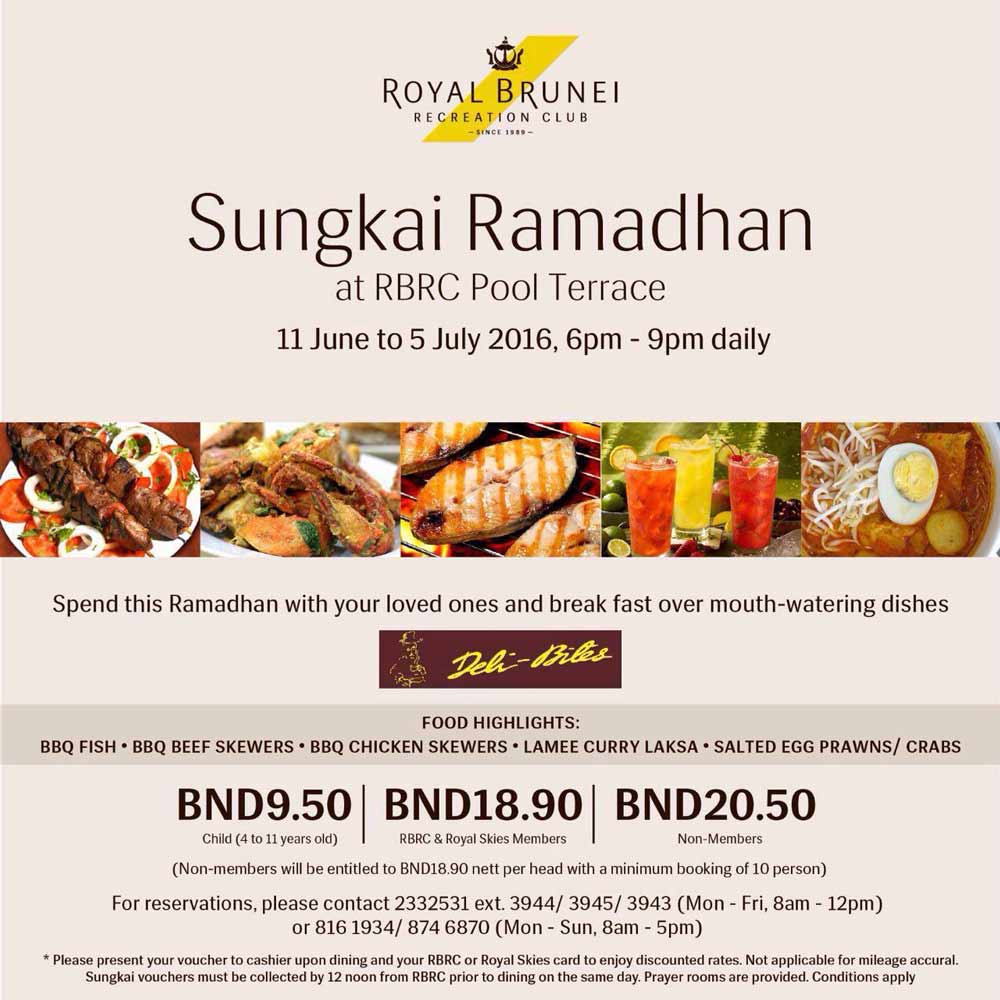 ROYAL BRUNEI
RECREATION CLUB
– SINCE 1989 –
Sungkai Ramadhan
at RBRC Pool Terrace
11 June to 5 July 2016, 6pm - 9pm daily
Spend this Ramadhan with your loved ones and break fast over mouth-watering dishes
Deli-Bites
FOOD HIGHLIGHTS:
BBQ FISH • BBQ BEEF SKEWERS • BBQ CHICKEN SKEWERS • LAMEE CURRY LAKSA • SALTED EGG PRAWNS/ CRABS
BND9.50 | BND18.90 | BND20.50
Child (4 to 11 years old) RBRC & Royal Skies Members Non-Members
(Non-members will be entitled to BND18.90 nett per head with a minimum booking of 10 person)
For reservations, please contact 2332531 ext. 3944/ 3945/ 3943 (Mon - Fri, 8am - 12pm)
or 816 1934/ 874 6870 (Mon - Sun, 8am - 5pm)
* Please present your voucher to cashier upon dining and your RBRC or Royal Skies card to enjoy discounted rates. Not applicable for mileage accural.
Sungkai vouchers must be collected by 12 noon from RBRC prior to dining on the same day. Prayer rooms are provided. Conditions apply